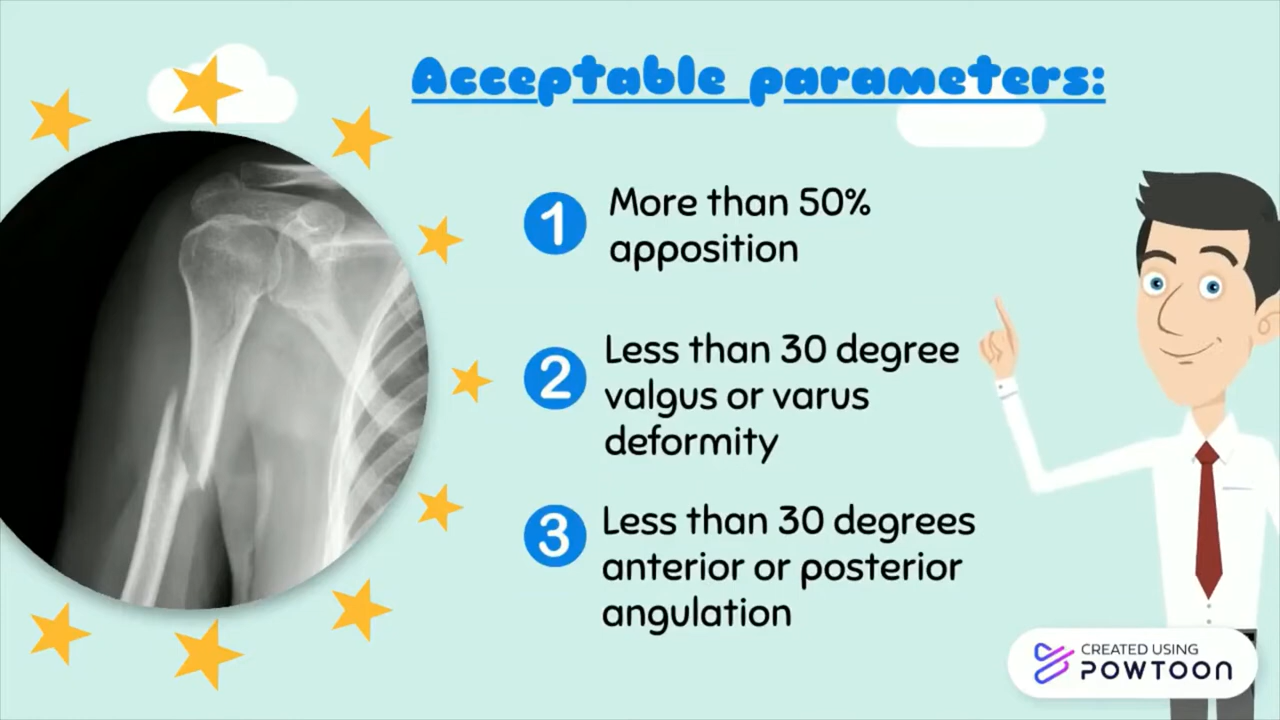 Acceptable parameters:
1 More than 50%
apposition
2 Less than 30 degree
valgus or varus
deformity
3 Less than 30 degrees
anterior or posterior
angulation
CREATED USING
POWTOON